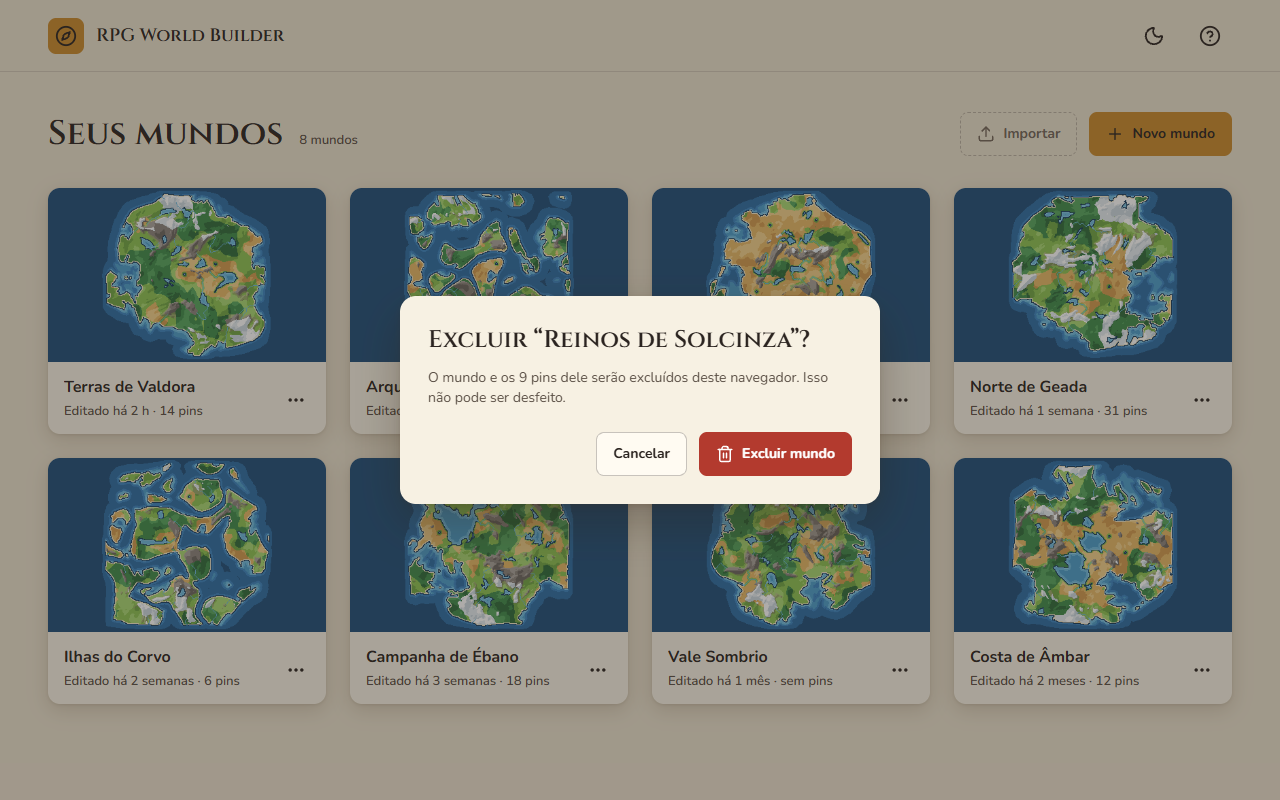 RPG World Builder
Seus mundos
8 mundos
Importar
Novo mundo
Terras de Valdora
Editado há 2 h · 14 pins
Norte de Geada
Editado há 1 semana · 31 pins
Excluir “Reinos de Solcinza”?
O mundo e os 9 pins dele serão excluídos deste navegador. Isso
não pode ser desfeito.
Cancelar
Excluir mundo
Ilhas do Corvo
Editado há 2 semanas · 6 pins
Campanha de Ébano
Editado há 3 semanas · 18 pins
Vale Sombrio
Editado há 1 mês · sem pins
Costa de Âmbar
Editado há 2 meses · 12 pins